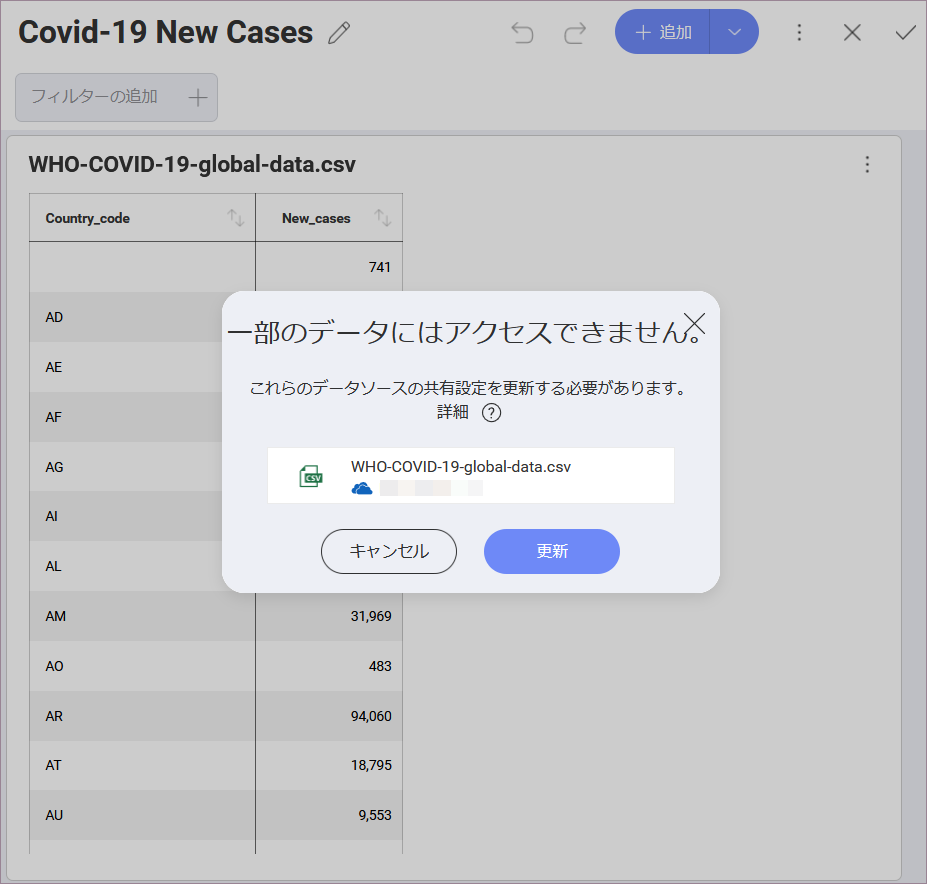 Covid-19 New Cases
追加
フィルターの追加
WHO-COVID-19-global-data.csv
Country_code New_cases
741
AD
AE
AF
AG
AI
AL
AM 31,969
AO 483
AR 94,060
AT 18,795
AU 9,553
一部のデータにはアクセスできません。
これらのデータソースの共有設定を更新する必要があります。
詳細 ?
CSV
WHO-COVID-19-global-data.csv
キャンセル 更新